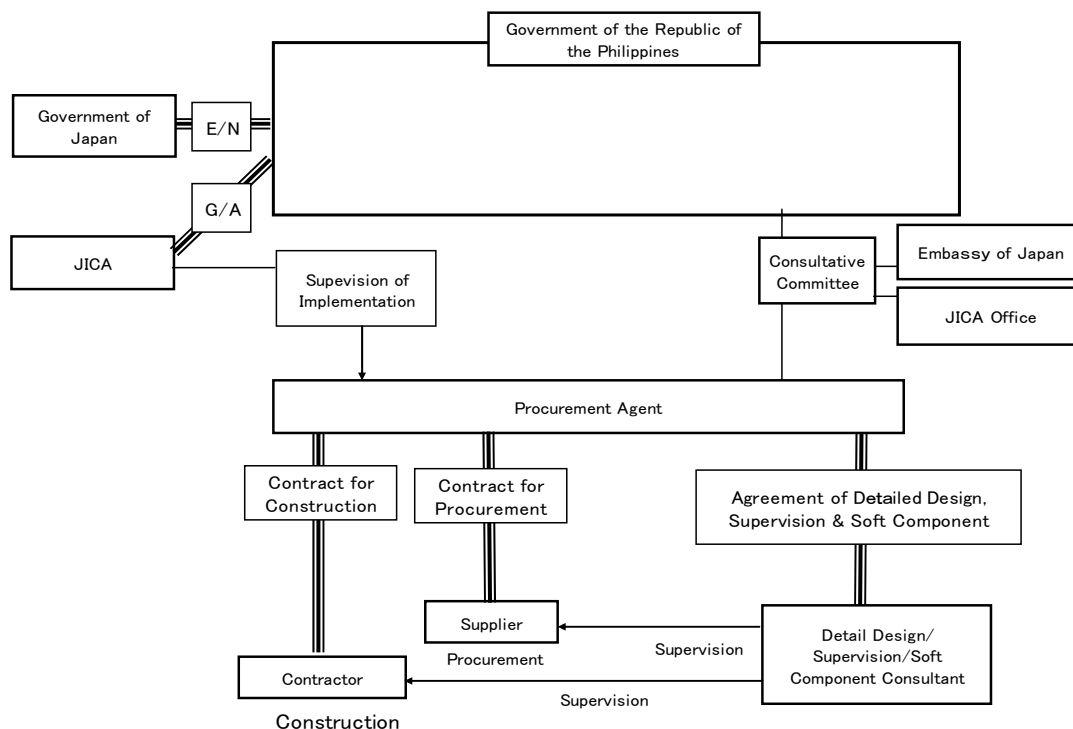 Government of the Republic of
the Philippines
Government of
Japan
E/N
G/A
JICA
Supevision of
Implementation
Consultative
Committee
Embassy of Japan
JICA Office
Procurement Agent
Contract for
Construction
Contract for
Procurement
Agreement of Detailed Design,
Supervision & Soft Component
Supplier
Procurement
Supervision
Detail Design/
Supervision/Soft
Component Consultant
Contractor
Supervision
Construction